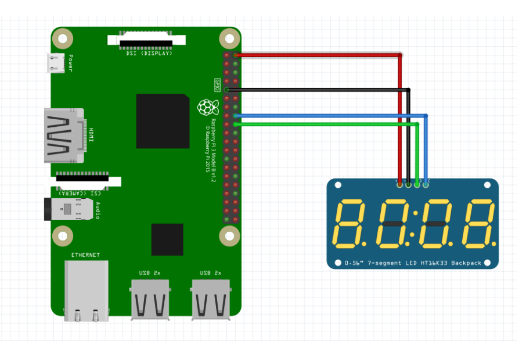 DSI (DISPLAY)
Power
GPIO
HDMI
Raspberry Pi 3 Model B v1.2
© Raspberry Pi 2015
CSI (CAMERA)
Audio
ETHERNET
USB 2x
USB 2x
0.56" 7-segment LED HT16K33 Backpack